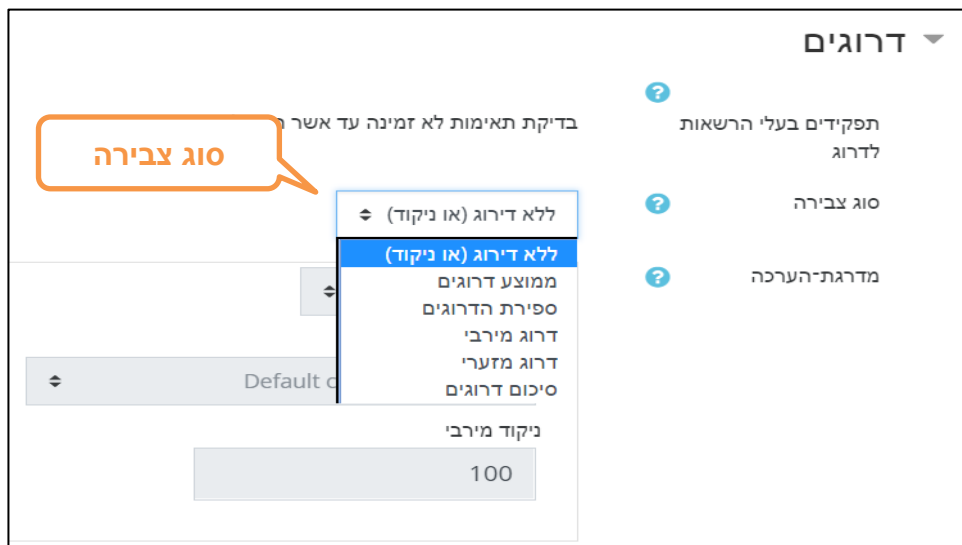 דרוגים
תפקידים בעלי הרשאות
לדרוג
בדיקת תאימות לא זמינה עד אשר
סוג צבירה
סוג צבירה
ללא דירוג (או ניקוד)
ללא דירוג (או ניקוד)
ממוצע דרוגים
ספירת הדרוגים
דרוג מירבי
דרוג מזערי
סיכום דרוגים
מדרגת-הערכה
Default
ניקוד מירבי
100